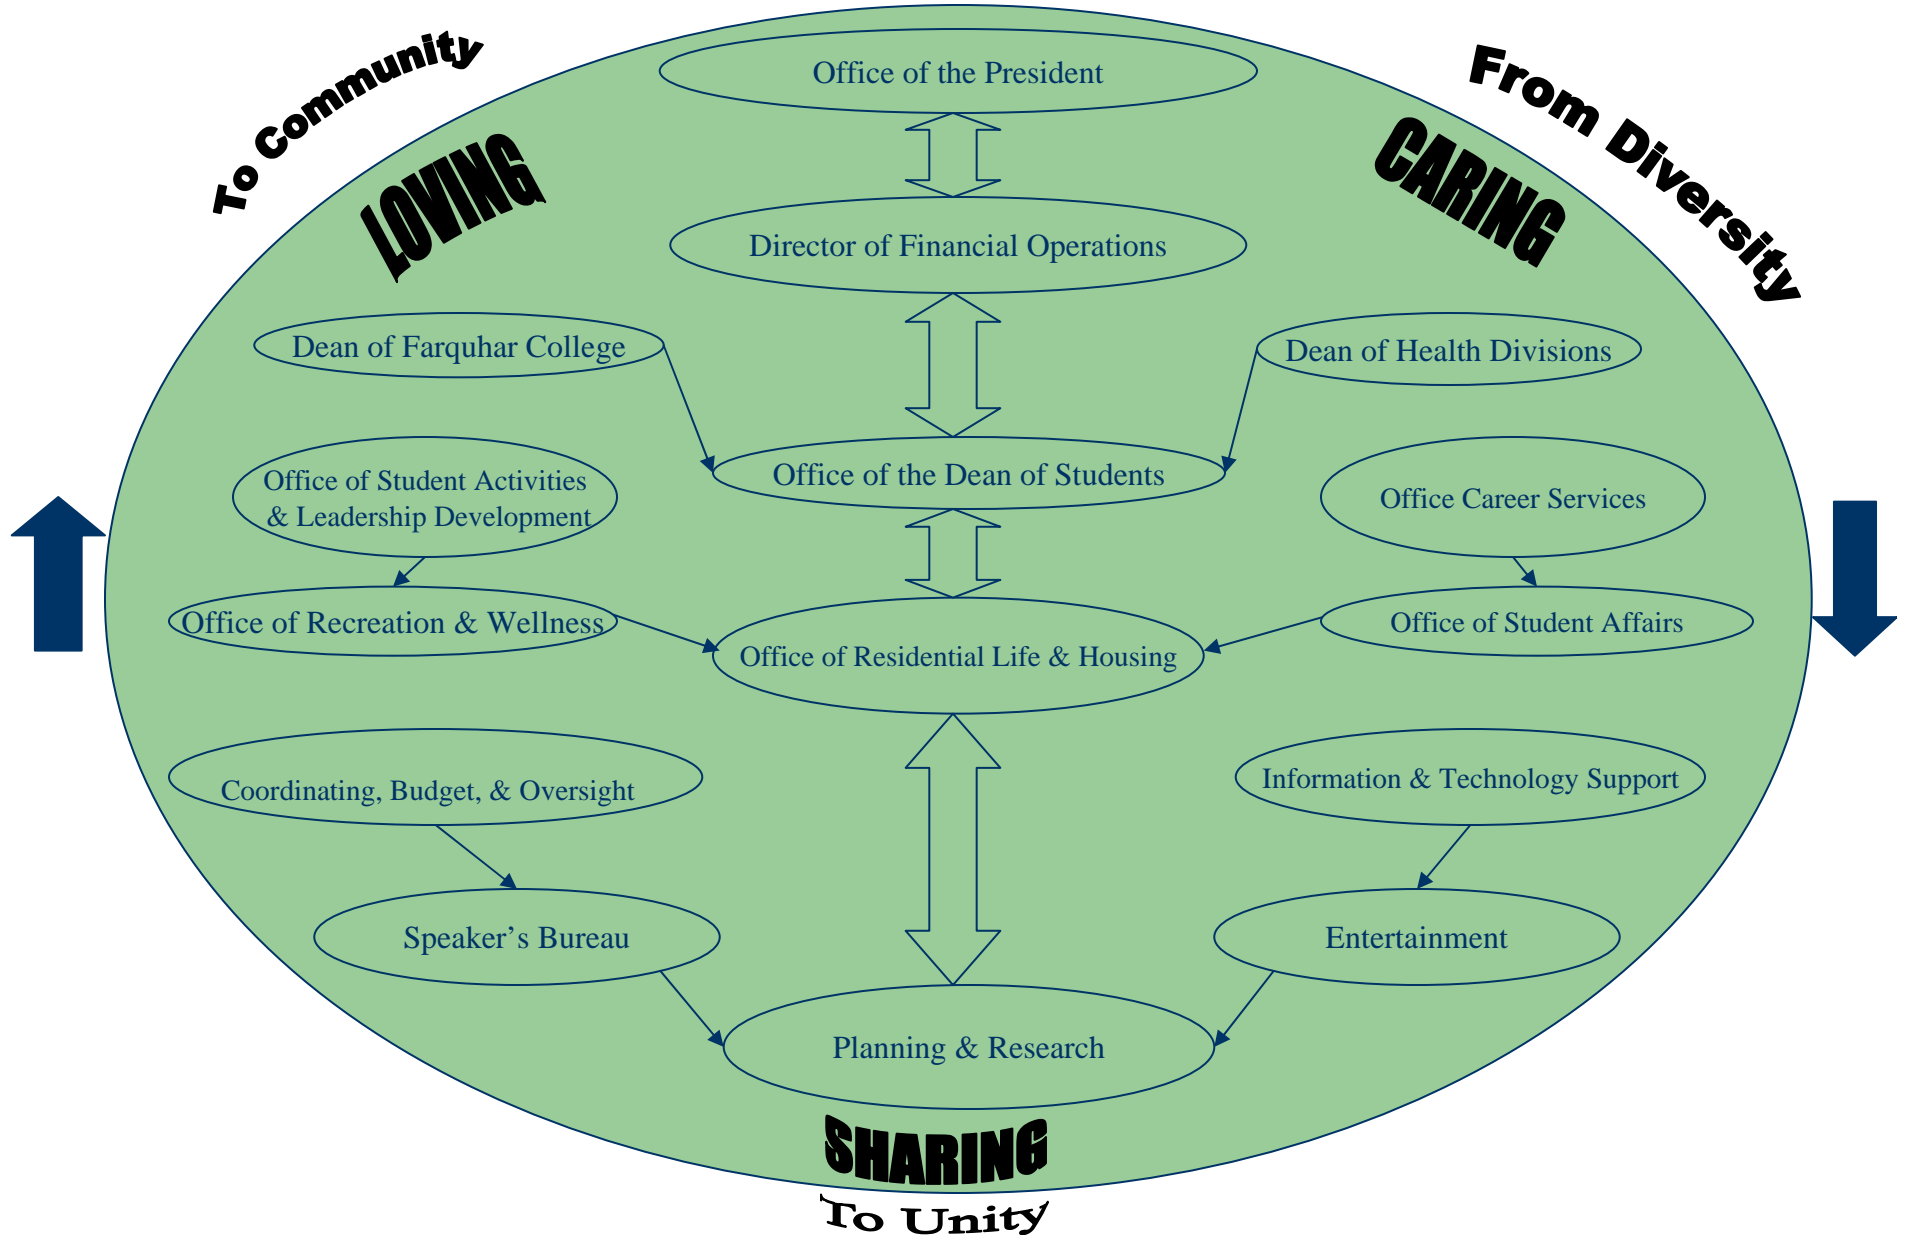 To Community
From Diversity
LOVING
CARING
Office of the President
Director of Financial Operations
Dean of Farquhar College
Dean of Health Divisions
Office of the Dean of Students
Office of Student Activities
& Leadership Development
Office Career Services
Office of Recreation & Wellness
Office of Student Affairs
Office of Residential Life & Housing
Coordinating, Budget, & Oversight
Information & Technology Support
Speaker’s Bureau
Entertainment
Planning & Research
SHARING
To Unity